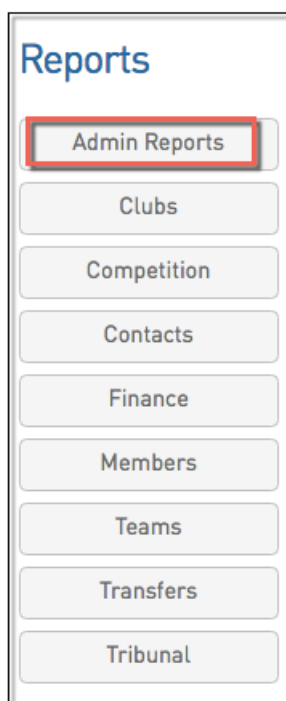 Reports
Admin Reports
Clubs
Competition
Contacts
Finance
Members
Teams
Transfers
Tribunal